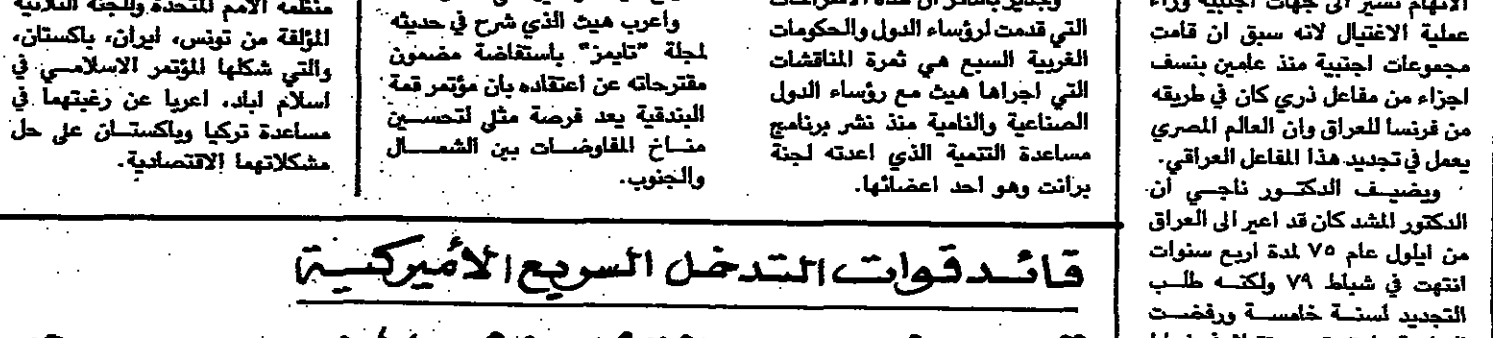 الاتهام تشير الى جهات اجنبية وراء
عملية الاغتيال لانه سبق ان قامت
مجموعات اجنبية منذ عامين بنسف
اجزاء من مفاعل ذري كان في طريقه
من فرنسا للعراق وان العالم المصري
يعمل في تجديد هذا المفاعل العراقي.
ويضيف الدكتور ناجي أن
الدكتور المشد كان قد اعير الى العراق
من ايلول عام ٧٥ لمدة اربع سنوات
انتهت في شباط ٧٩ ولكنه طلب
التجديد لسنة خامسة ورفضت
وجدير بالذكر ان هذه الاقتراحات
التي قدمت لرؤساء الدول والحكومات
الغربية السبع هي ثمرة المناقشات
التي اجراها هيث مع رؤساء الدول
الصناعية والنامية منذ نشر برنامج
مساعدة التنمية الذي اعدته لجنة
برانت وهو احد اعضائها.
واعرب هيث الذي شرح في حديثه
لمجلة "تايمز" باستفاضة مضمون
مقترحاته عن اعتقاده بان مؤتمر قمة
البندقية يعد فرصة مثلى لتحسين
مناخ المفاوضات بين الشمال
والجنوب.
منظمة الامم المتحدة وللجنة الثلاثية
المؤلفة من تونس، ايران، باكستان،
والتي شكلها المؤتمر الاسلامي في
اسلام اباد، اعربا عن رغبتهما في
مساعدة تركيا وباكستان على حل
مشكلاتهما الاقتصادية.
قائد قوات التدخل السريع الأميركية